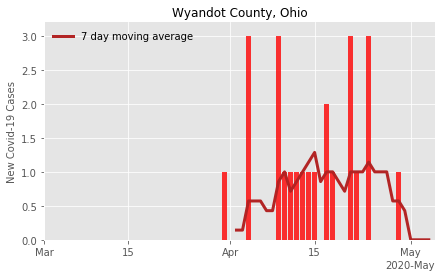 Wyandot County, Ohio
7 day moving average
New Covid-19 Cases
3.0
2.5
2.0
1.5
1.0
0.5
0.0
Mar
15
Apr
15
May
2020-May